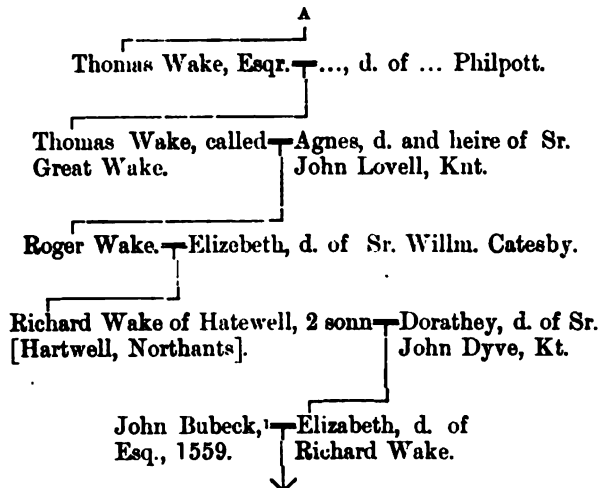 A
Thomas Wake, Esqr. ..., d. of ... Philpott.
Thomas Wake, called Agnes, d. and heire of Sr.
Great Wake. John Lovell, Knt.
Roger Wake. Elizebeth, d. of Sr. Willm. Catesby.
Richard Wake of Hatewell, 2 sonn Dorathey, d. of Sr.
[Hartwell, Northants]. John Dyve, Kt.
John Bubeck,¹ Elizabeth, d. of
Esq., 1559. Richard Wake.